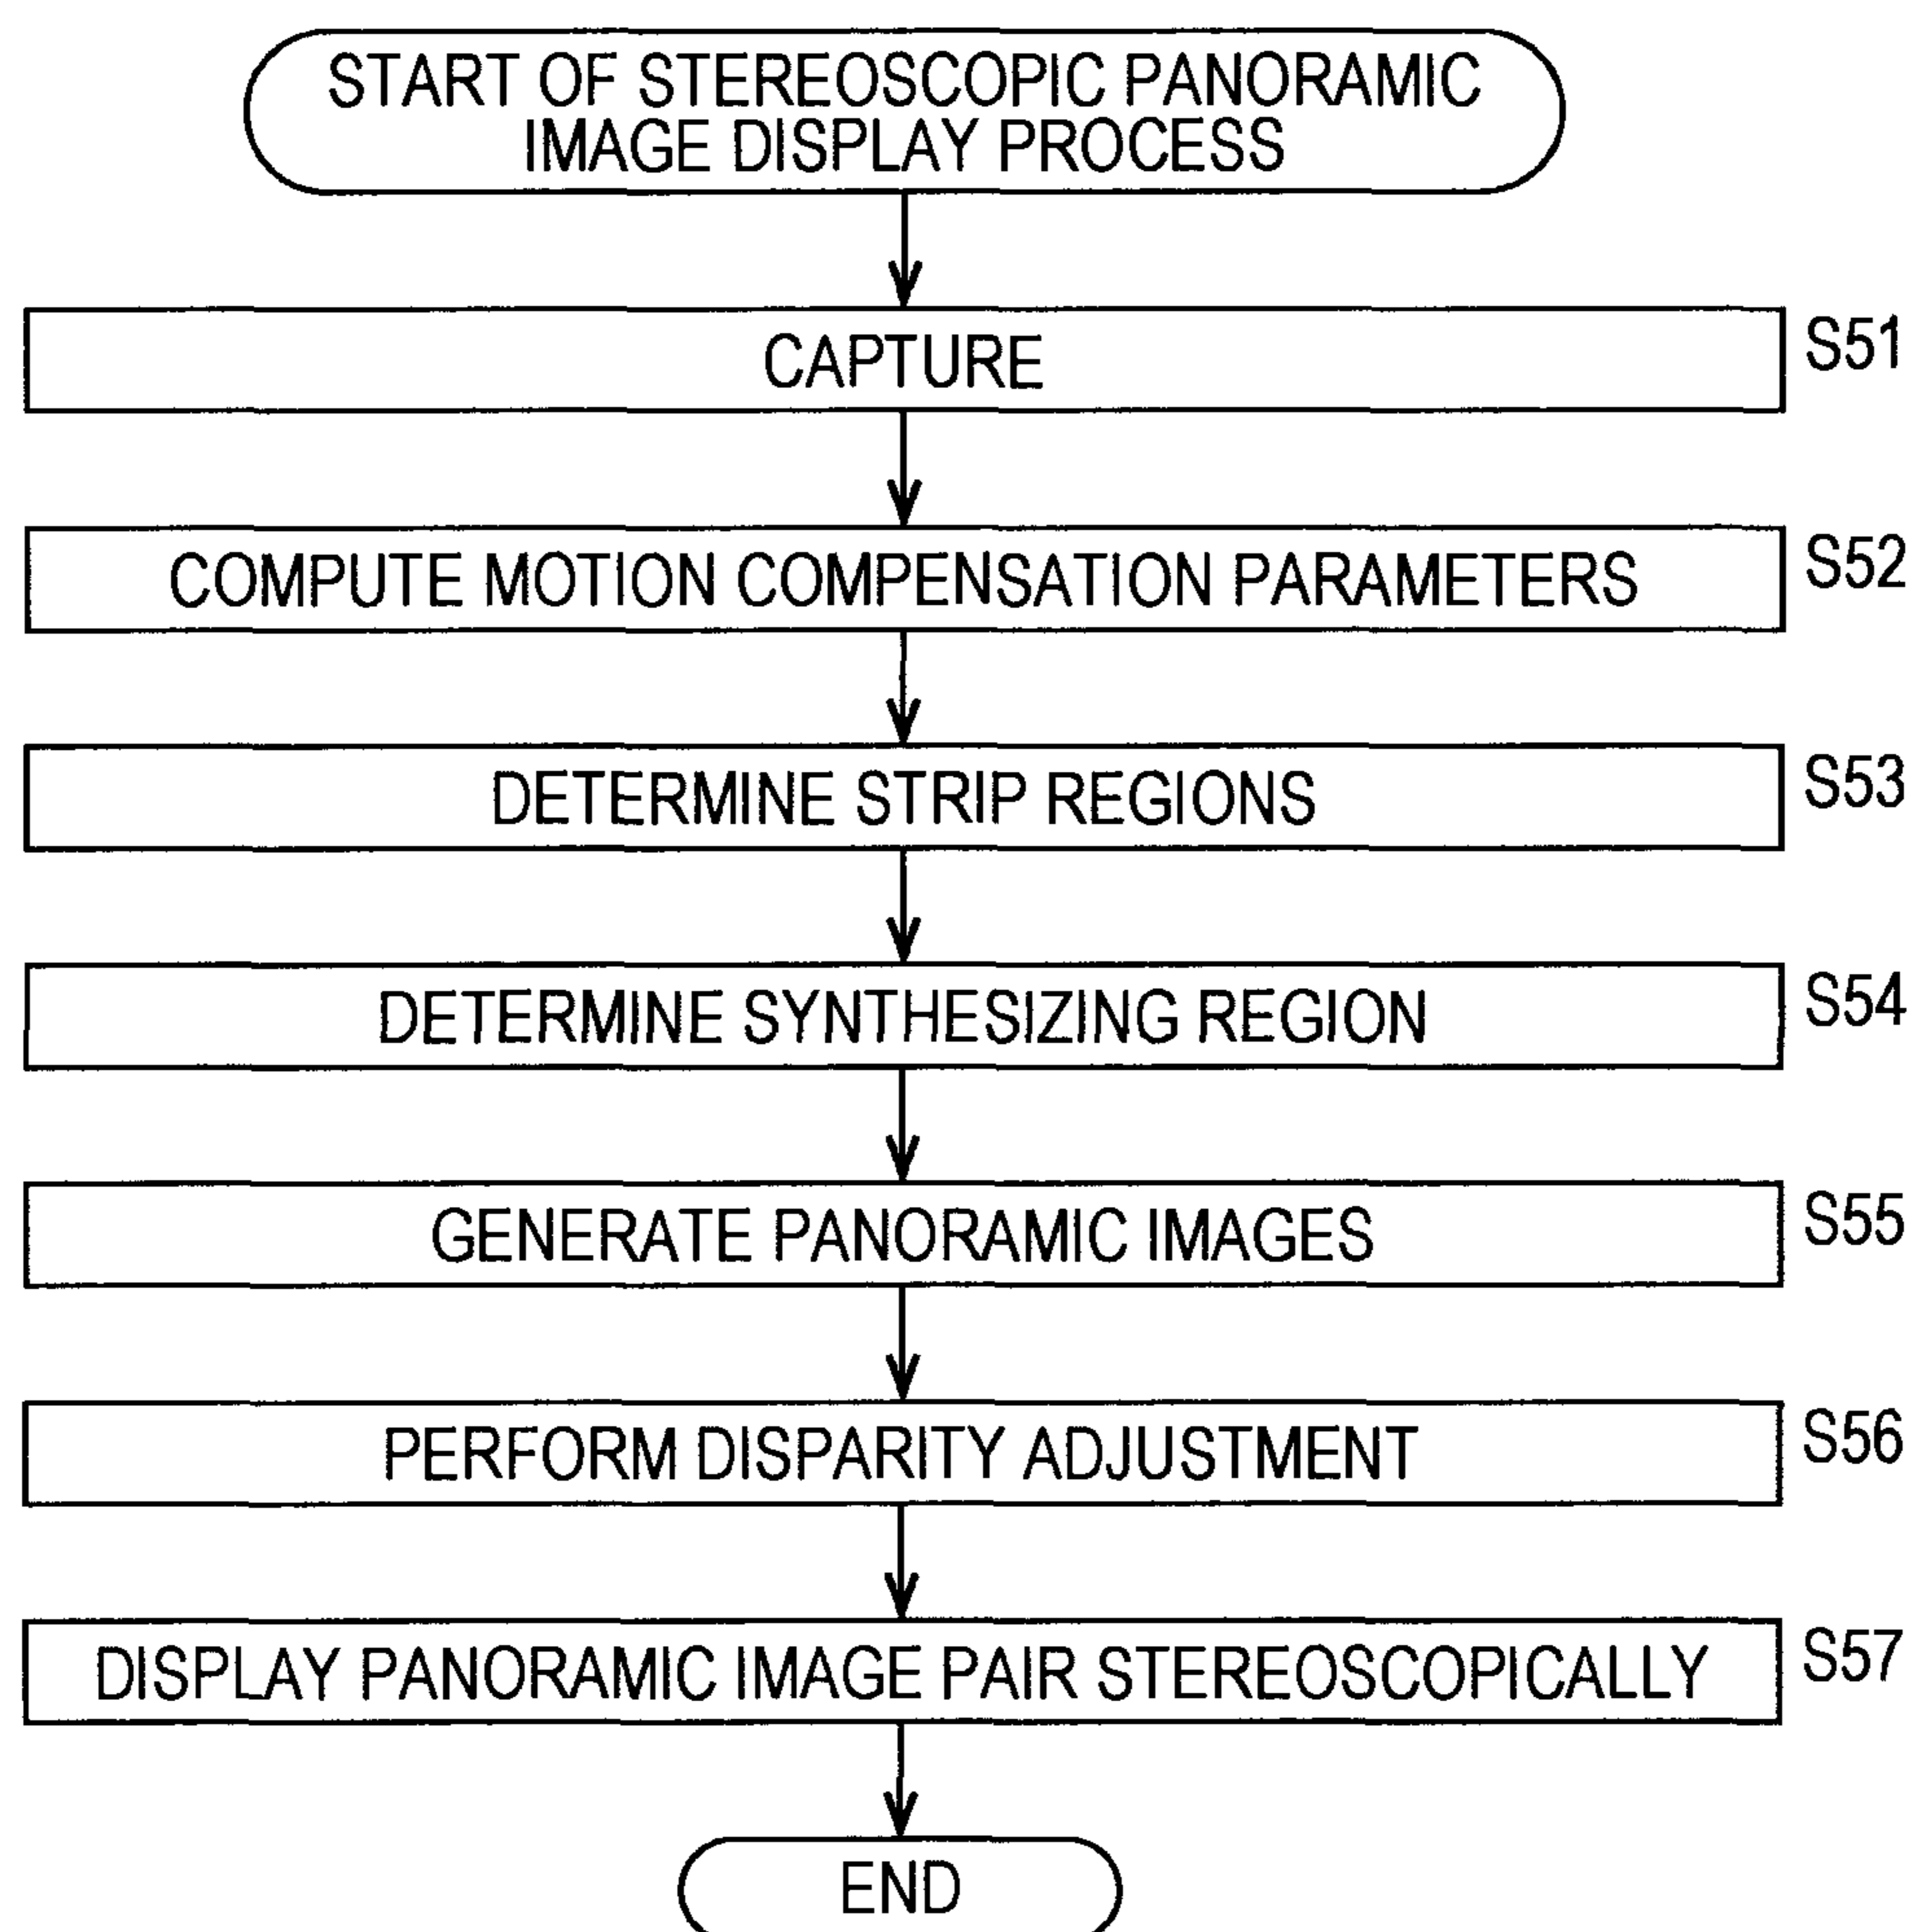 START OF STEREOSCOPIC PANORAMIC
IMAGE DISPLAY PROCESS
CAPTURE
S51
COMPUTE MOTION COMPENSATION PARAMETERS
S52
DETERMINE STRIP REGIONS
S53
DETERMINE SYNTHESIZING REGION
S54
GENERATE PANORAMIC IMAGES
S55
PERFORM DISPARITY ADJUSTMENT
S56
DISPLAY PANORAMIC IMAGE PAIR STEREOSCOPICALLY
S57
END